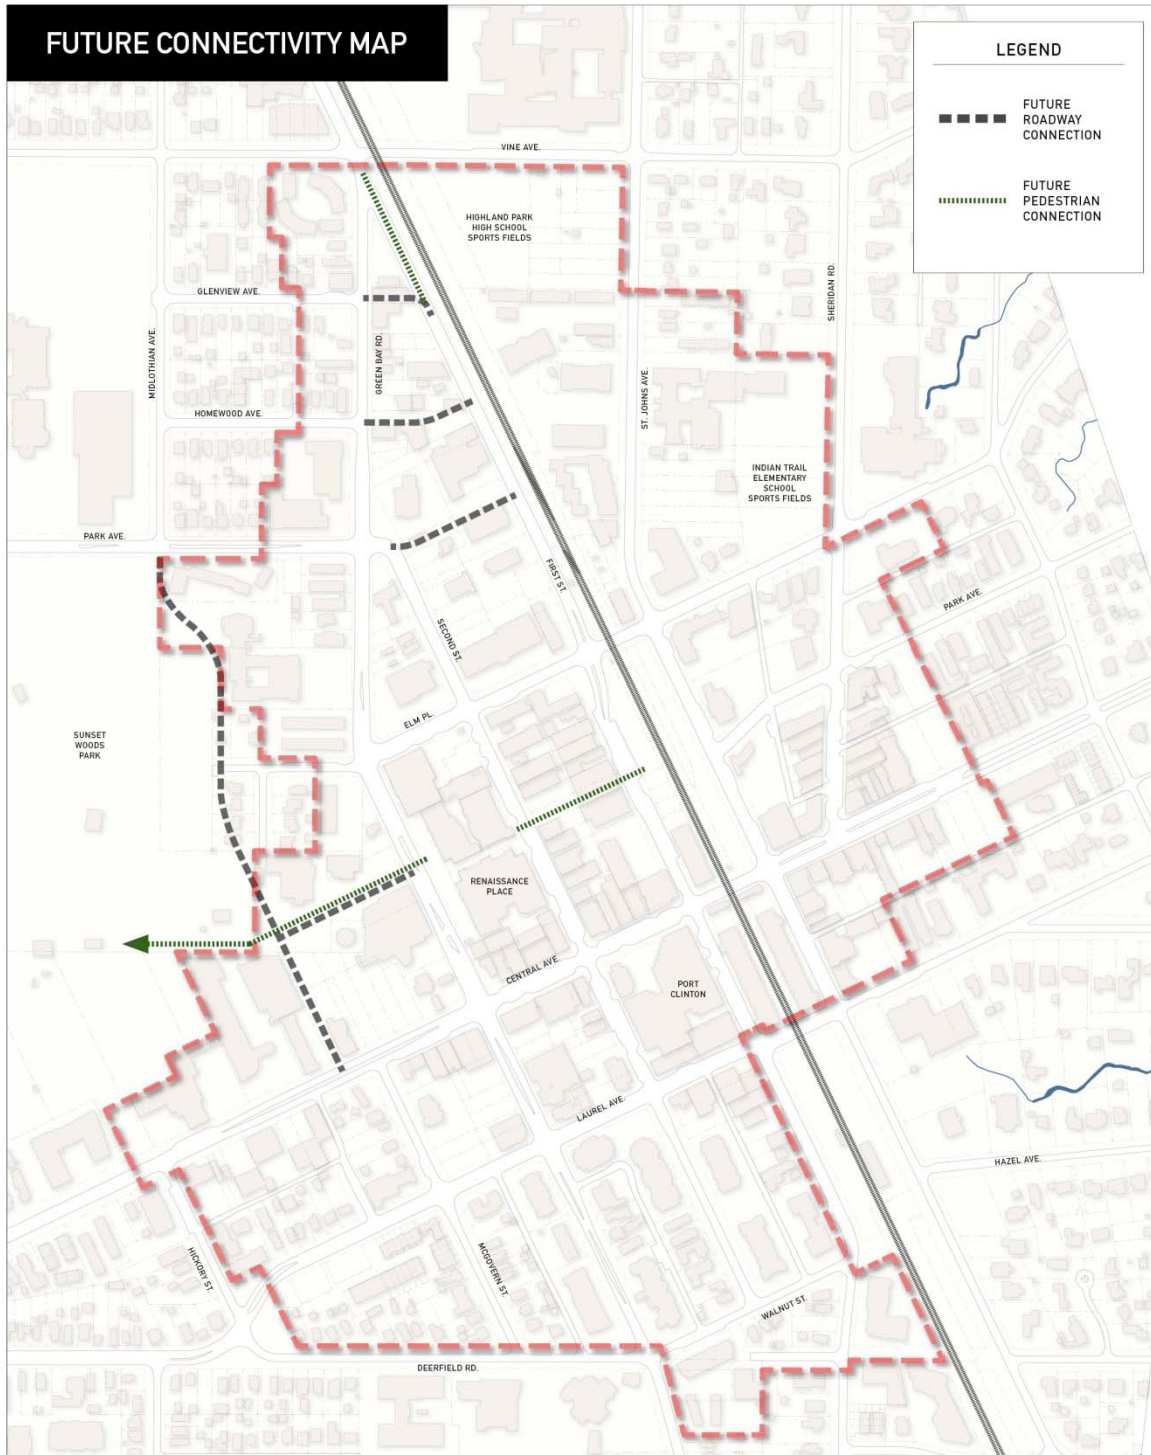 FUTURE CONNECTIVITY MAP
LEGEND
FUTURE
ROADWAY
CONNECTION
FUTURE
PEDESTRIAN
CONNECTION
VINE AVE.
HIGHLAND PARK
HIGH SCHOOL
SPORTS FIELDS
GLENVIEW AVE.
SHERIDAN RD.
MIDLOTHIAN AVE.
GREEN BAY RD.
ST. JOHNS AVE.
HOMEWOOD AVE.
INDIAN TRAIL
ELEMENTARY
SCHOOL
SPORTS FIELDS
PARK AVE.
FIRST ST.
PARK AVE.
SECOND ST.
ELM PL.
SUNSET
WOODS
PARK
RENAISSANCE
PLACE
CENTRAL AVE.
PORT
CLINTON
LAUREL AVE.
HAZEL AVE.
HICKORY ST.
MCGOVERN ST.
WALNUT ST.
DEERFIELD RD.